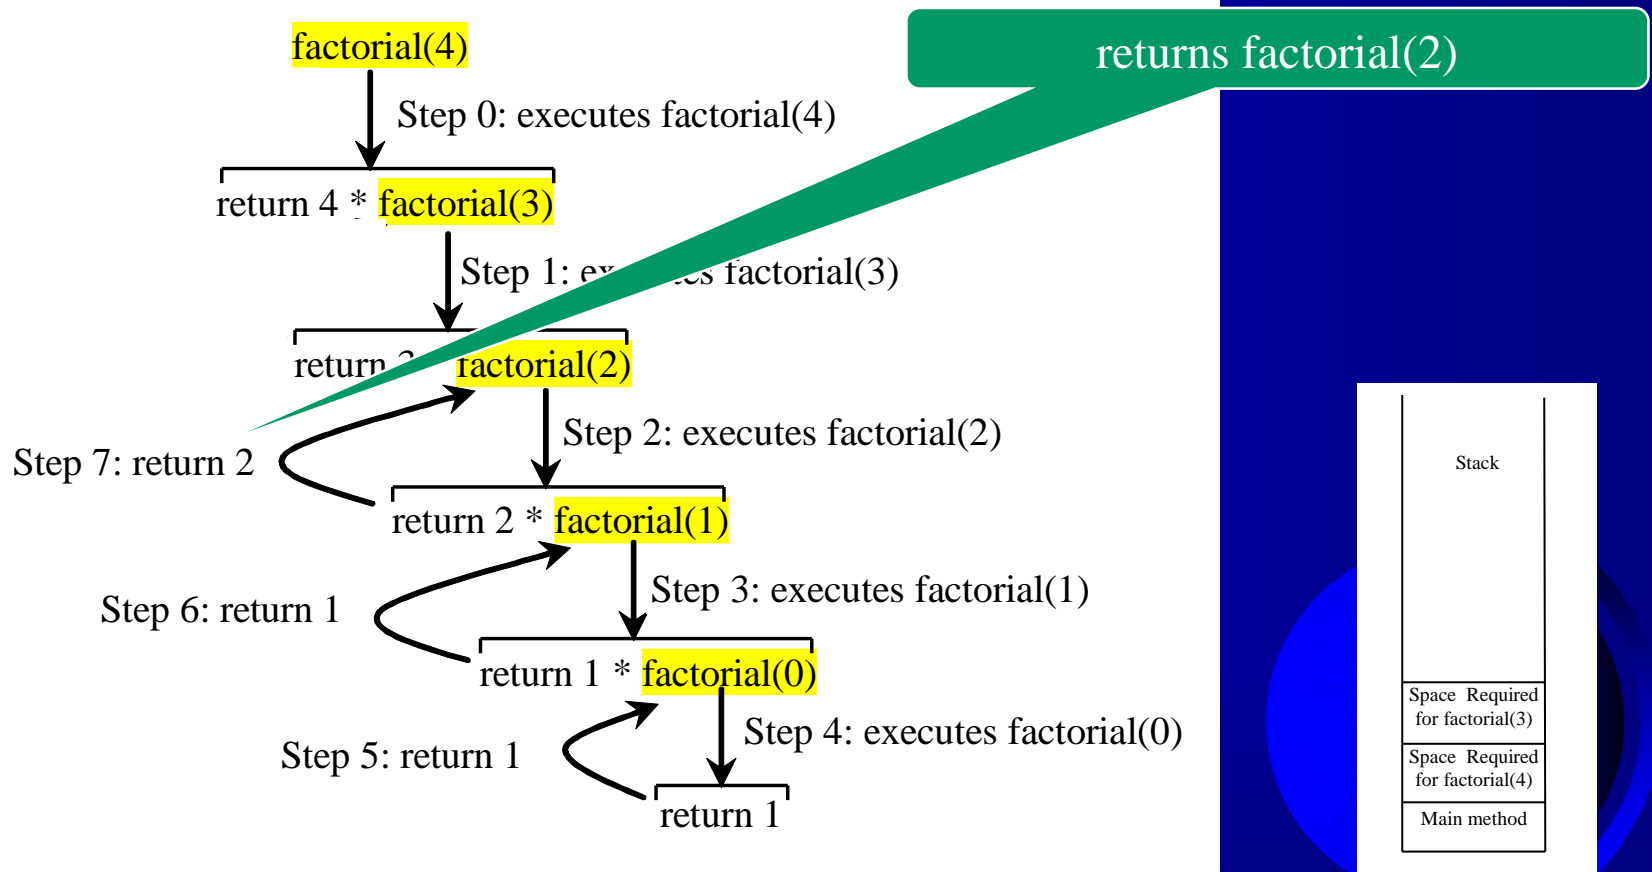 factorial(4)
returns factorial(2)
Step 0: executes factorial(4)
return 4 * factorial(3)
Step 1: factorial(3)
return factorial(2)
Step 2: executes factorial(2)
Step 7: return 2
return 2 * factorial(1)
Step 3: executes factorial(1)
Step 6: return 1
return 1 * factorial(0)
Step 4: executes factorial(0)
Step 5: return 1
return 1
Stack
Space Required
for factorial(3)
Space Required
for factorial(4)
Main method